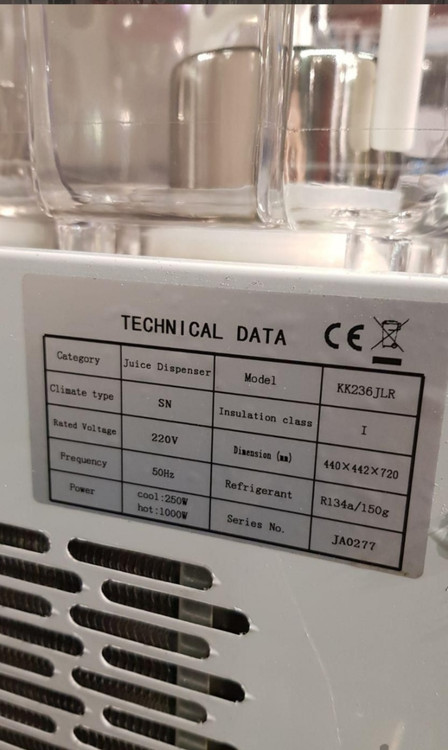 TECHNICAL DATA CE
Category Juice Dispenser Model KK236JLR
Climate type SN Insulation class I
Rated Voltage 220V Dimension (mm) 440×442×720
Frequency 50Hz Refrigerant R134a/150g
Power cool:250W
hot:1000W Series No. JA0277